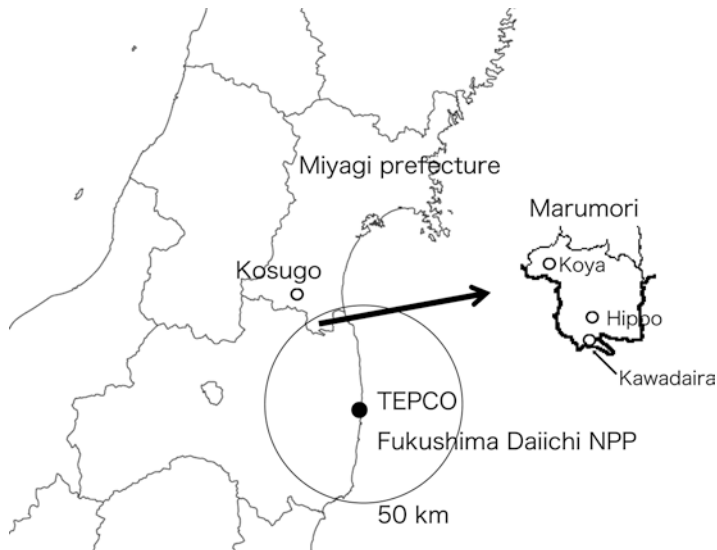 Miyagi prefecture
Marumori
Kosugo
Koya
Hippo
Kawadaira
TEPCO
Fukushima Daiichi NPP
50 km